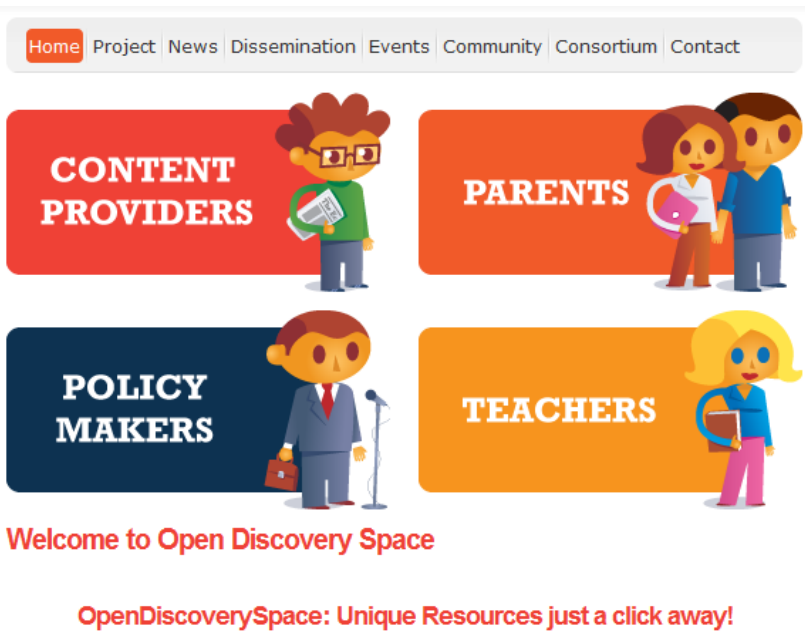 Home Project News Dissemination Events Community Consortium Contact
CONTENT
PROVIDERS
PARENTS
POLICY
MAKERS
TEACHERS
Welcome to Open Discovery Space
OpenDiscoverySpace: Unique Resources just a click away!